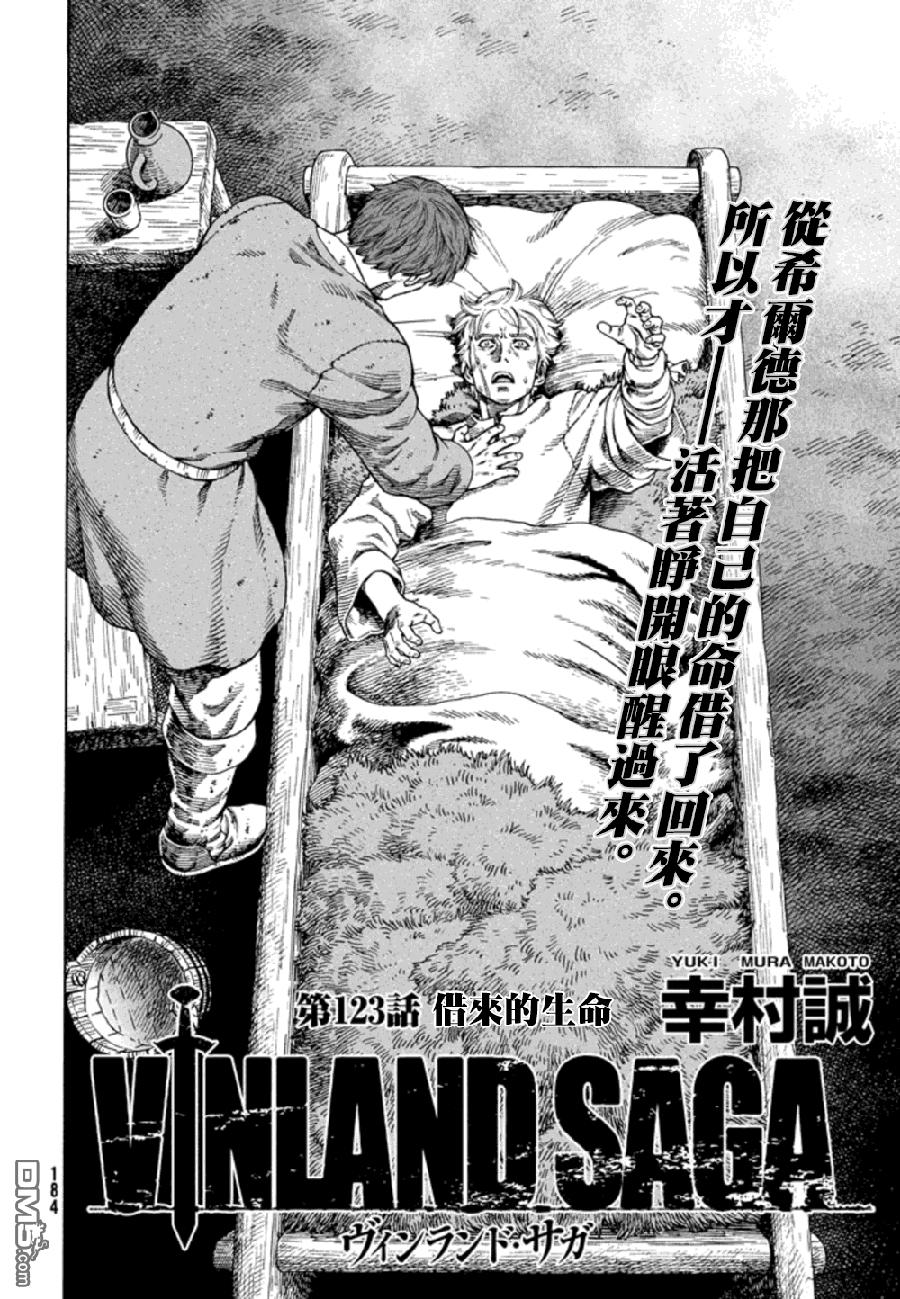 從希爾德那把自己的命借了回來。
所以才——活著睜開眼醒過來。
YUKI MURA MAKOTO
幸村誠
第123話 借來的生命
VINLAND SAGA
ヴィンランド・サガ
184
DM5.com